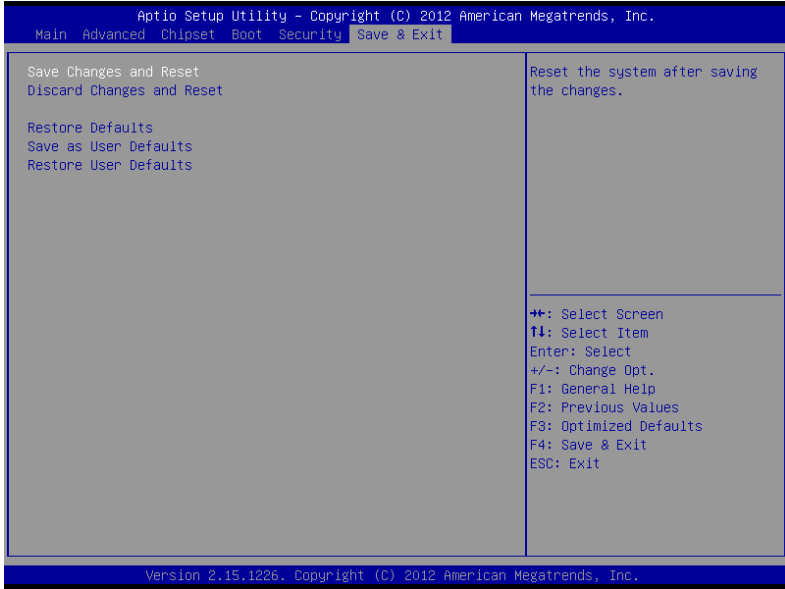 Aptio Setup Utility – Copyright (C) 2012 American Megatrends, Inc.
Main Advanced Chipset Boot Security Save & Exit
Save Changes and Reset
Discard Changes and Reset
Restore Defaults
Save as User Defaults
Restore User Defaults
Reset the system after saving
the changes.
→←: Select Screen
↑↓: Select Item
Enter: Select
+/-: Change Opt.
F1: General Help
F2: Previous Values
F3: Optimized Defaults
F4: Save & Exit
ESC: Exit
Version 2.15.1226. Copyright (C) 2012 American Megatrends, Inc.